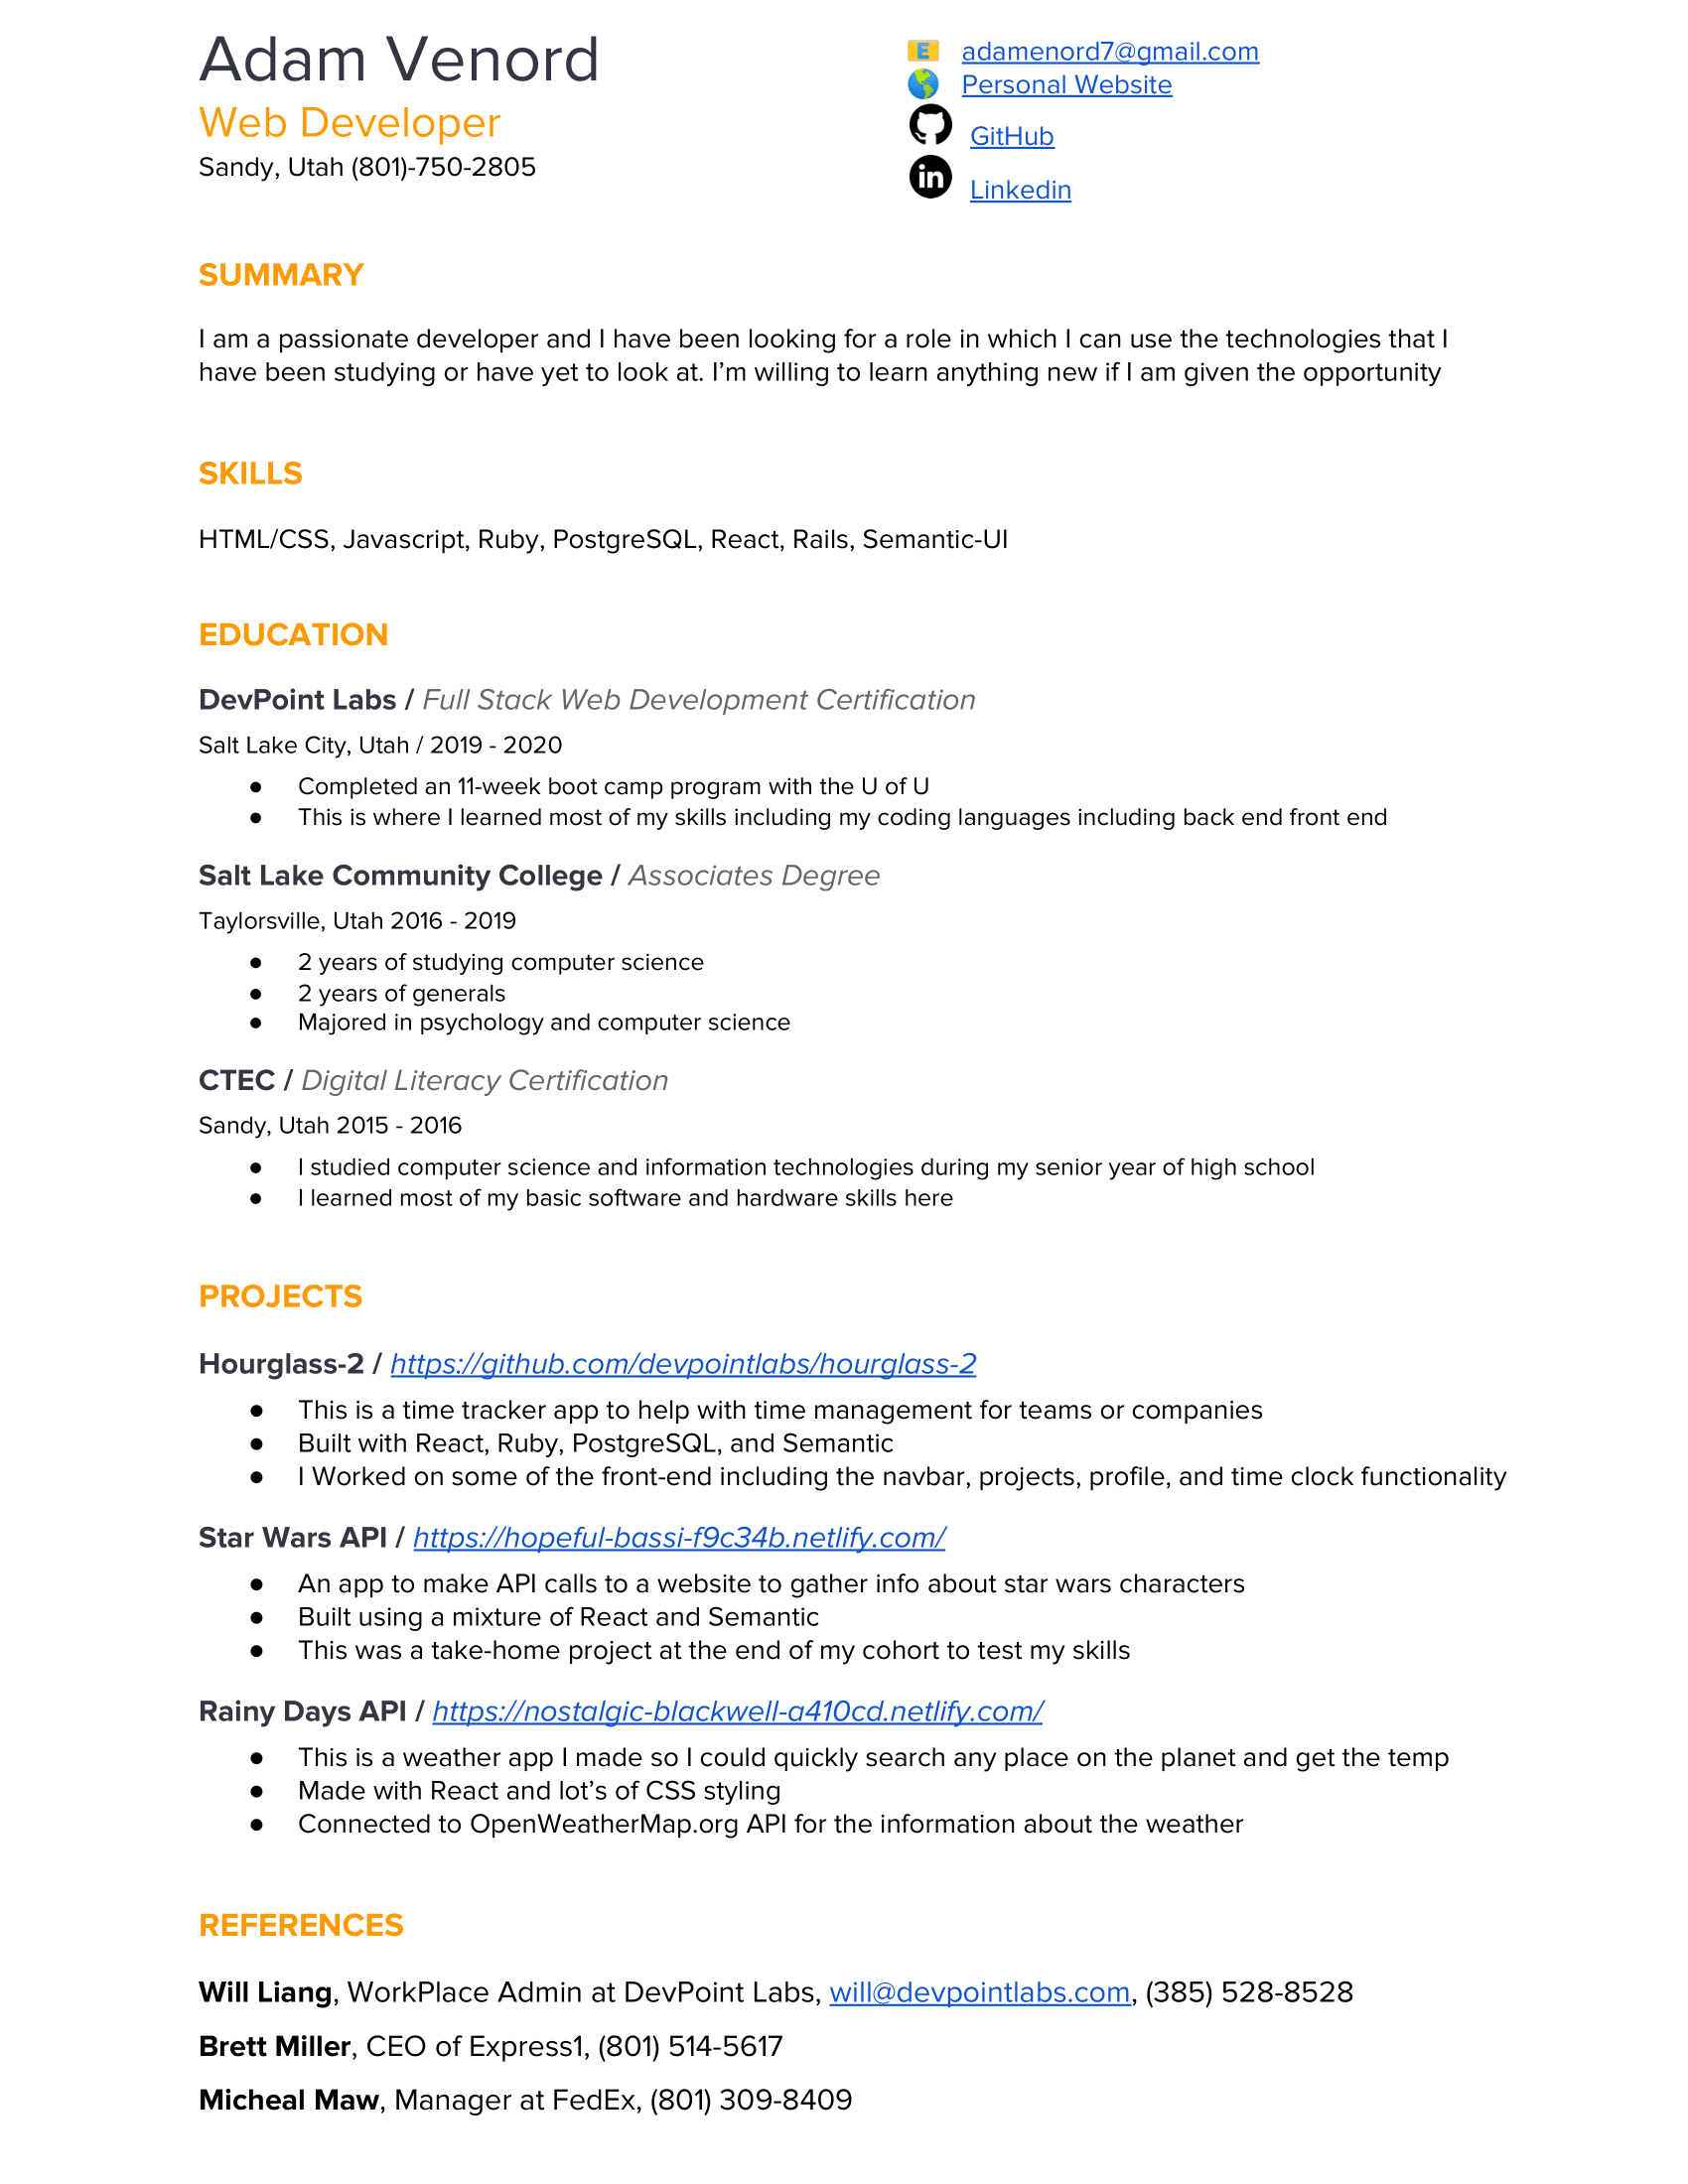 Adam Venord
Web Developer
Sandy, Utah (801)-750-2805
E adamenord7@gmail.com
Personal Website
GitHub
in Linkedin
SUMMARY
I am a passionate developer and I have been looking for a role in which I can use the technologies that I
have been studying or have yet to look at. I’m willing to learn anything new if I am given the opportunity
SKILLS
HTML/CSS, Javascript, Ruby, PostgreSQL, React, Rails, Semantic-UI
EDUCATION
DevPoint Labs / Full Stack Web Development Certification
Salt Lake City, Utah / 2019 - 2020
● Completed an 11-week boot camp program with the U of U
● This is where I learned most of my skills including my coding languages including back end front end
Salt Lake Community College / Associates Degree
Taylorsville, Utah 2016 - 2019
● 2 years of studying computer science
● 2 years of generals
● Majored in psychology and computer science
CTEC / Digital Literacy Certification
Sandy, Utah 2015 - 2016
● I studied computer science and information technologies during my senior year of high school
● I learned most of my basic software and hardware skills here
PROJECTS
Hourglass-2 / https://github.com/devpointlabs/hourglass-2
● This is a time tracker app to help with time management for teams or companies
● Built with React, Ruby, PostgreSQL, and Semantic
● I Worked on some of the front-end including the navbar, projects, profile, and time clock functionality
Star Wars API / https://hopeful-bassi-f9c34b.netlify.com/
● An app to make API calls to a website to gather info about star wars characters
● Built using a mixture of React and Semantic
● This was a take-home project at the end of my cohort to test my skills
Rainy Days API / https://nostalgic-blackwell-a410cd.netlify.com/
● This is a weather app I made so I could quickly search any place on the planet and get the temp
● Made with React and lot’s of CSS styling
● Connected to OpenWeatherMap.org API for the information about the weather
REFERENCES
Will Liang, WorkPlace Admin at DevPoint Labs, will@devpointlabs.com, (385) 528-8528
Brett Miller, CEO of Express1, (801) 514-5617
Micheal Maw, Manager at FedEx, (801) 309-8409